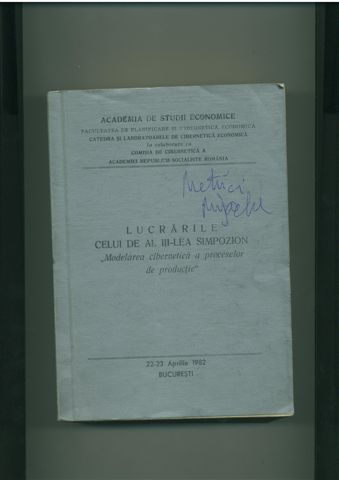 ACADEMIA DE STUDII ECONOMICE
FACULTATEA DE PLANIFICARE ȘI CIBERNETICĂ ECONOMICĂ
CATEDRA ȘI LABORATOARELE DE CIBERNETICĂ ECONOMICĂ
în colaborare cu
COMISIA DE CIBERNETICĂ A
ACADEMIEI REPUBLICII SOCIALISTE ROMÂNIA
LUCRĂRILE
CELUI DE AL III-LEA SIMPOZION
„Modelarea cibernetică a proceselor
de producție”
22-23 Aprilie 1982
BUCUREȘTI